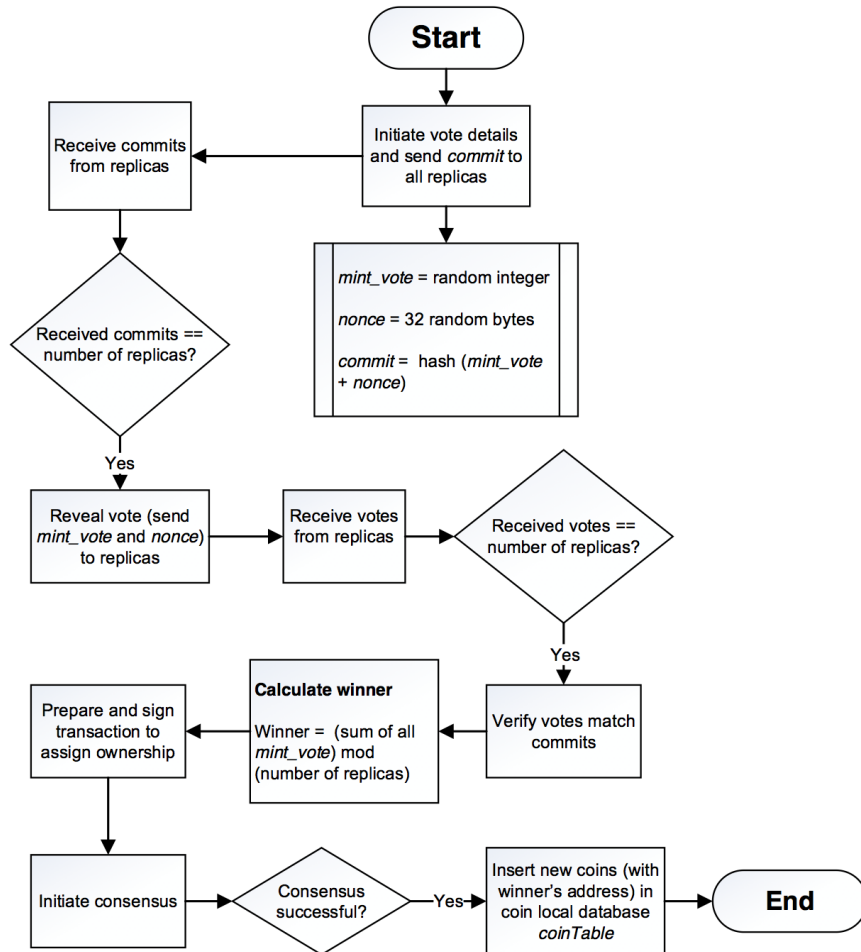 Start
Initiate vote details
and send commit to
all replicas
Receive commits
from replicas
mint_vote = random integer
nonce = 32 random bytes
commit = hash (mint_vote
+ nonce)
Received commits ==
number of replicas?
Yes
Reveal vote (send
mint_vote and nonce)
to replicas
Receive votes
from replicas
Received votes ==
number of replicas?
Yes
Verify votes match
commits
Calculate winner
Winner = (sum of all
mint_vote) mod
(number of replicas)
Prepare and sign
transaction to
assign ownership
Initiate consensus
Consensus
successful?
Yes
Insert new coins (with
winner's address) in
coin local database
coinTable
End